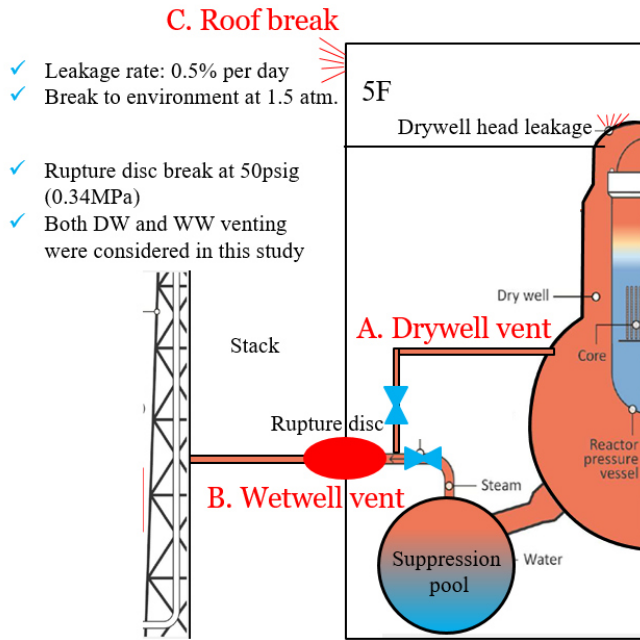 C. Roof break
✓ Leakage rate: 0.5% per day
✓ Break to environment at 1.5 atm.
5F
Drywell head leakage
✓ Rupture disc break at 50psig
(0.34MPa)
✓ Both DW and WW venting
were considered in this study
Dry well
A. Drywell vent
Stack
Core
Rupture disc
Reactor
pressure
vessel
Steam
B. Wetwell vent
Suppression
pool
Water